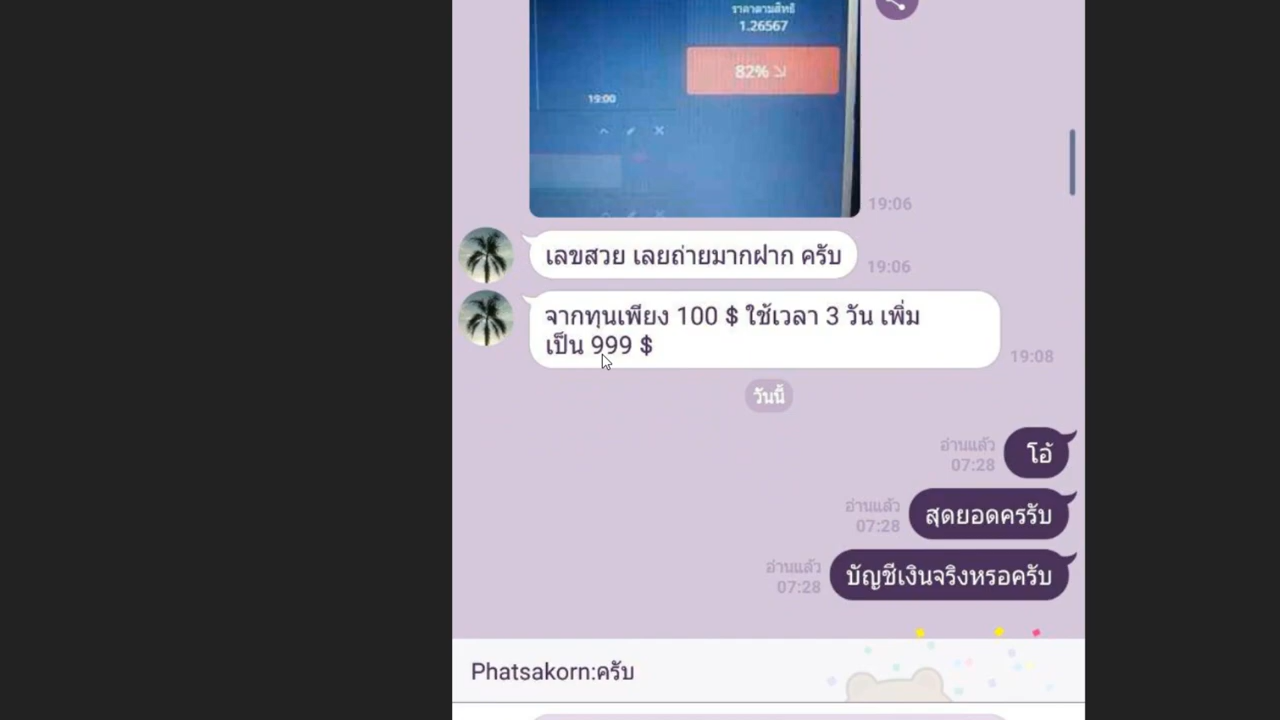 ราคาตามสิทธิ
1.26567
82%
19:00
19:06
เลขสวย เลยถ่ายมากฝาก ครับ
19:06
จากทุนเพียง 100 $ ใช้เวลา 3 วัน เพิ่ม
เป็น 999 $
19:08
วันนี้
อ่านแล้ว
07:28
โอ้
อ่านแล้ว
07:28
สุดยอดครรับ
อ่านแล้ว
07:28
บัญชีเงินจริงหรอครับ
Phatsakorn:ครับ